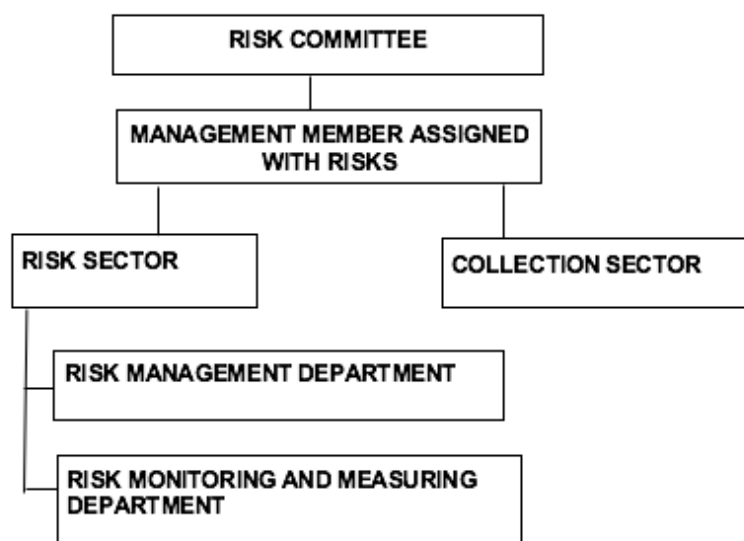 RISK COMMITTEE
MANAGEMENT MEMBER ASSIGNED
WITH RISKS
RISK SECTOR
COLLECTION SECTOR
RISK MANAGEMENT DEPARTMENT
RISK MONITORING AND MEASURING
DEPARTMENT